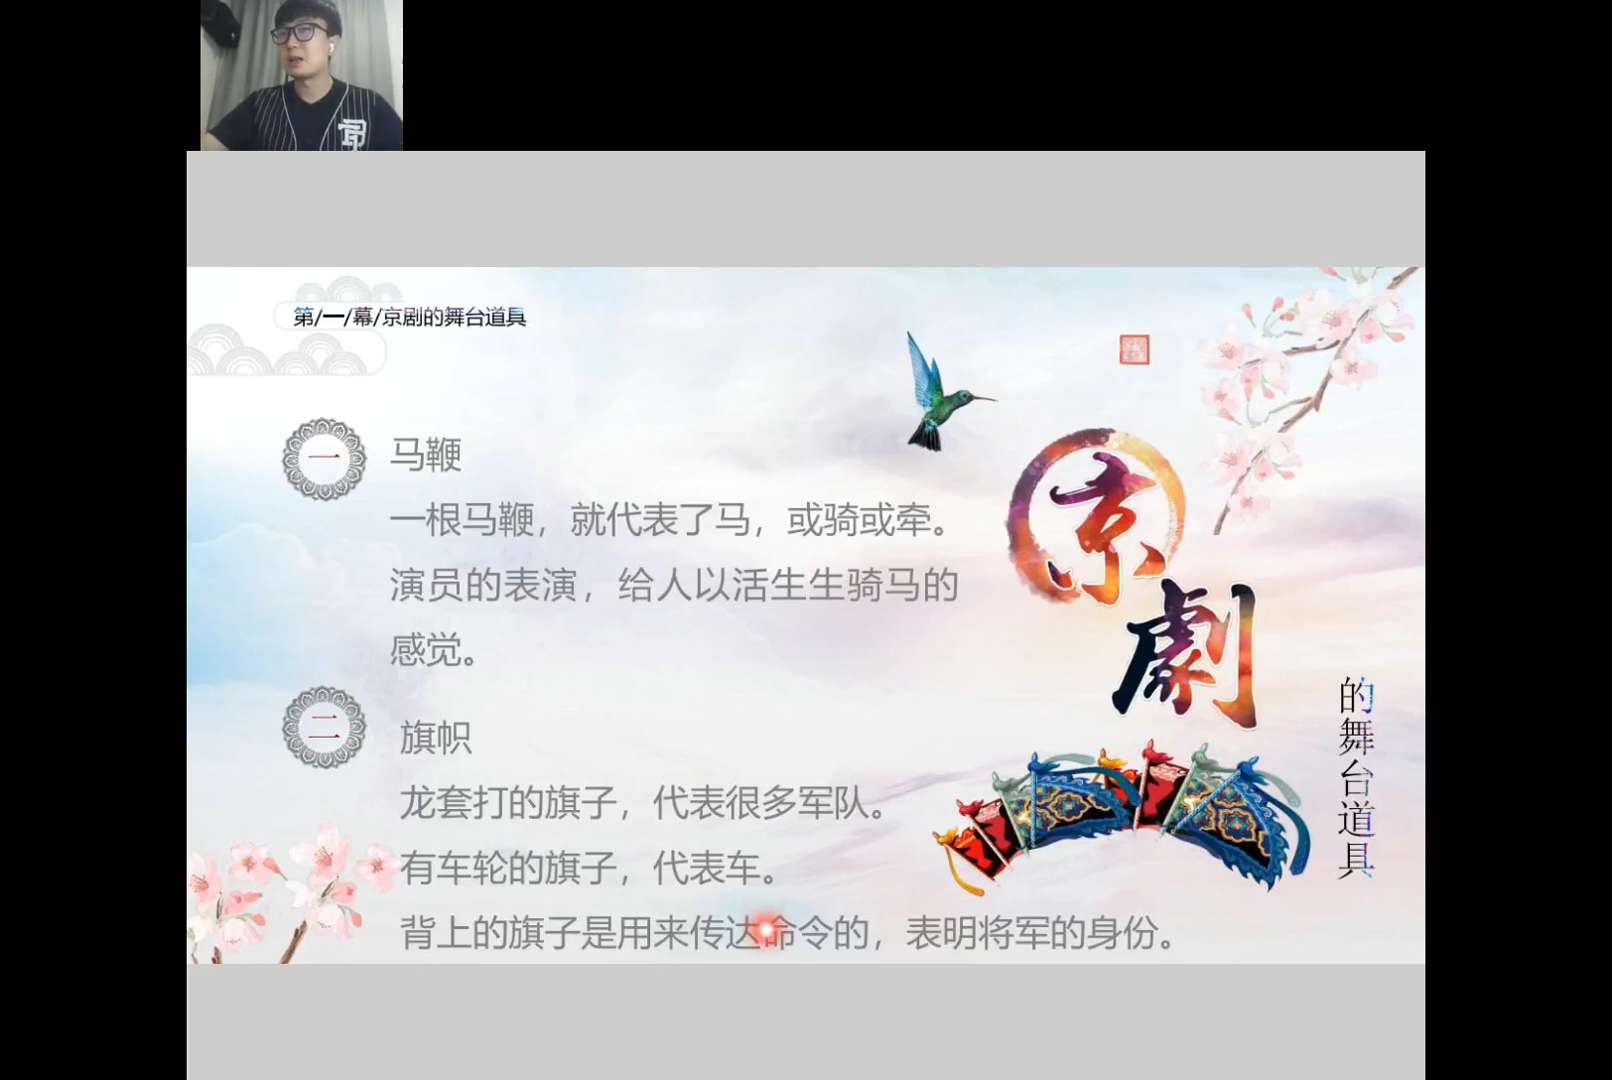 第/一/幕/京剧的舞台道具
一
马鞭
一根马鞭，就代表了马，或骑或牵。
演员的表演，给人以活生生骑马的
感觉。
二
旗帜
龙套打的旗子，代表很多军队。
有车轮的旗子，代表车。
背上的旗子是用来传达命令的，表明将军的身份。
京劇
的舞台道具